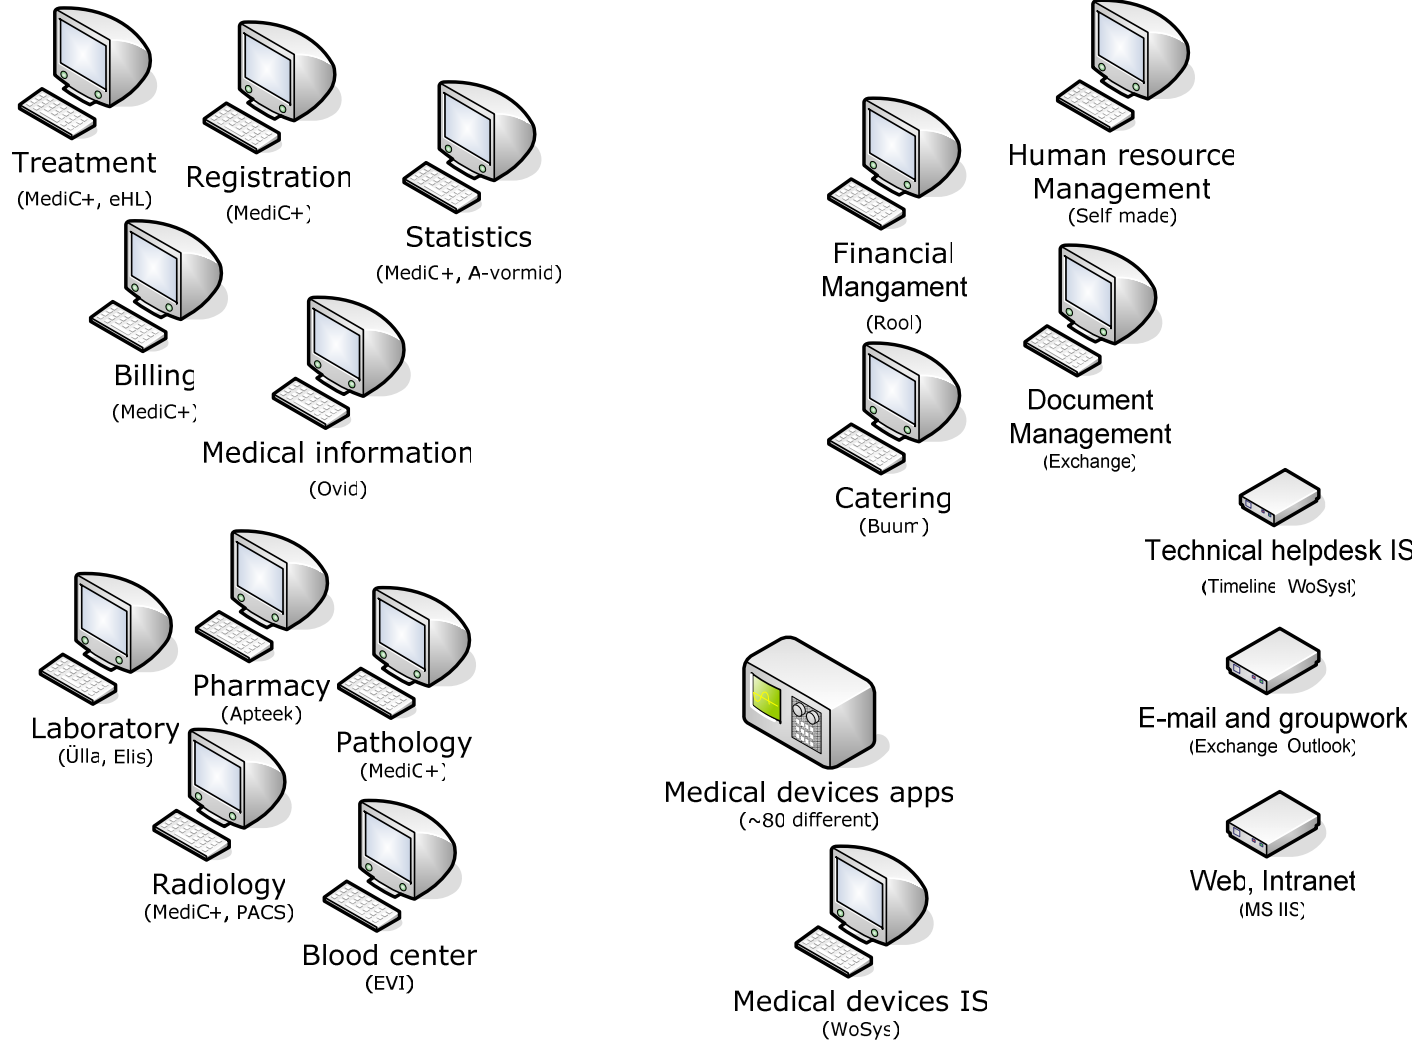 Treatment
(MediC+, eHL)
Registration
(MediC+)
Statistics
(MediC+, A-vormid)
Billing
(MediC+)
Medical information
(Ovid)
Human resource
Management
(Self made)
Financial
Mangament
(Rool)
Document
Management
(Exchange)
Catering
(Buum)
Technical helpdesk IS
(Timeline WoSyst)
E-mail and groupwork
(Exchange Outlook)
Web, Intranet
(MS IIS)
Laboratory
(Ülla, Elis)
Pharmacy
(Apteek)
Pathology
(MediC+)
Radiology
(MediC+, PACS)
Blood center
(EVI)
Medical devices apps
(~80 different)
Medical devices IS
(WoSys)